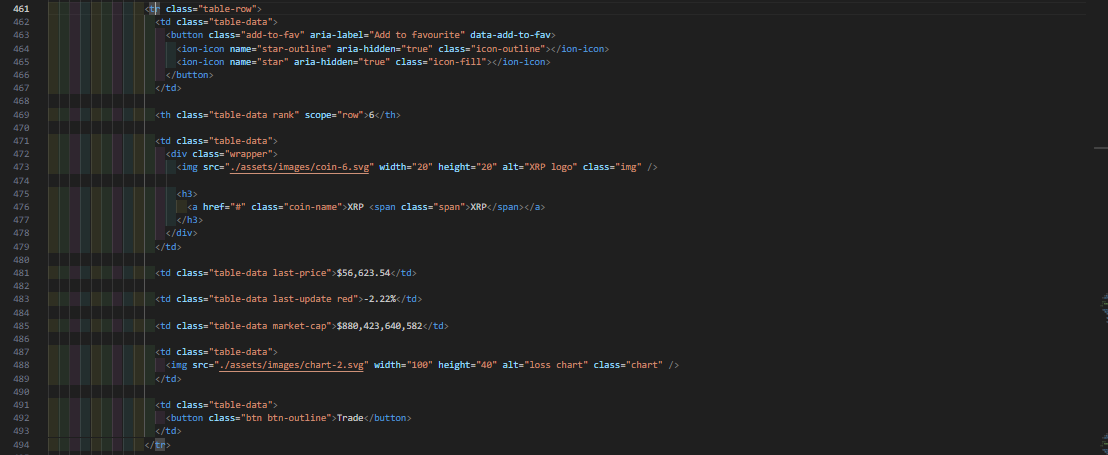 461 <tr class="table-row">
462 <td class="table-data">
463 <button class="add-to-fav" aria-label="Add to favourite" data-add-to-fav>
464 <ion-icon name="star-outline" aria-hidden="true" class="icon-outline"></ion-icon>
465 <ion-icon name="star" aria-hidden="true" class="icon-fill"></ion-icon>
466 </button>
467 </td>
468
469 <th class="table-data rank" scope="row">6</th>
470
471 <td class="table-data">
472 <div class="wrapper">
473 <img src="./assets/images/coin-6.svg" width="20" height="20" alt="XRP logo" class="img" />
474
475 <h3>
476 <a href="#" class="coin-name">XRP <span class="span">XRP</span></a>
477 </h3>
478 </div>
479 </td>
480
481 <td class="table-data last-price">$56,623.54</td>
482
483 <td class="table-data last-update red">-2.22%</td>
484
485 <td class="table-data market-cap">$880,423,640,582</td>
486
487 <td class="table-data">
488 <img src="./assets/images/chart-2.svg" width="100" height="40" alt="loss chart" class="chart" />
489 </td>
490
491 <td class="table-data">
492 <button class="btn btn-outline">Trade</button>
493 </td>
494 </tr>